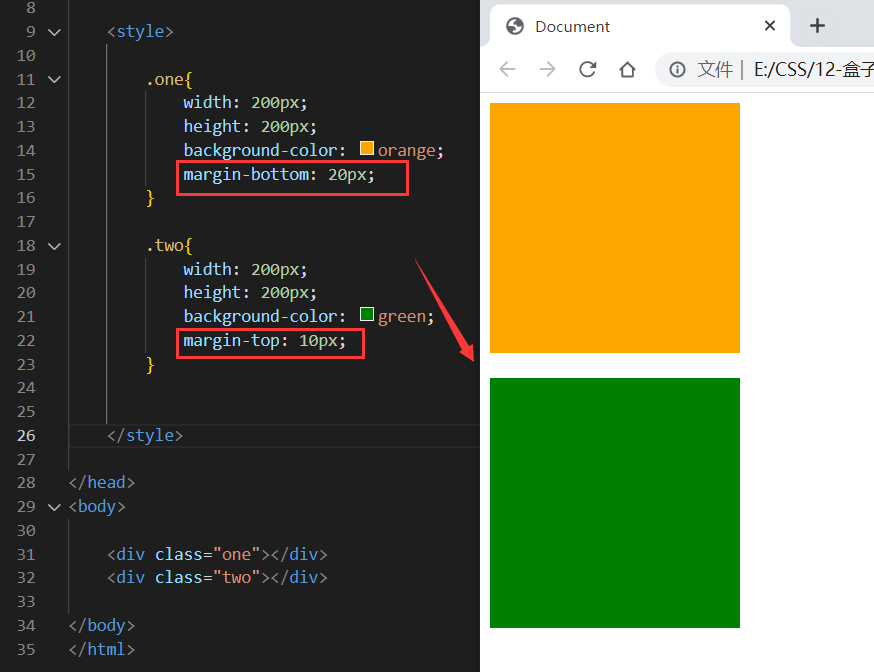 8
9 <style>
10
11 .one{
12 width: 200px;
13 height: 200px;
14 background-color: orange;
15 margin-bottom: 20px;
16 }
17
18 .two{
19 width: 200px;
20 height: 200px;
21 background-color: green;
22 margin-top: 10px;
23 }
24
25
26 </style>
27
28 </head>
29 <body>
30
31 <div class="one"></div>
32 <div class="two"></div>
33
34 </body>
35 </html>
Document
文件 | E:/CSS/12-盒子